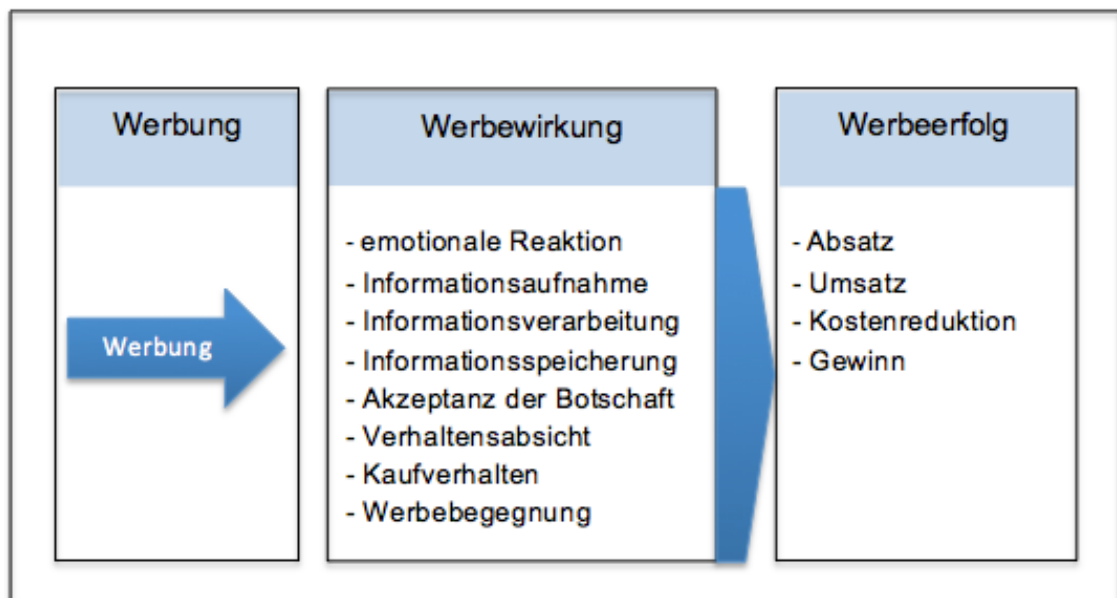 Werbung
Werbung
Werbewirkung
- emotionale Reaktion
- Informationsaufnahme
- Informationsverarbeitung
- Informationsspeicherung
- Akzeptanz der Botschaft
- Verhaltensabsicht
- Kaufverhalten
- Werbebegegnung
Werbeerfolg
- Absatz
- Umsatz
- Kostenreduktion
- Gewinn